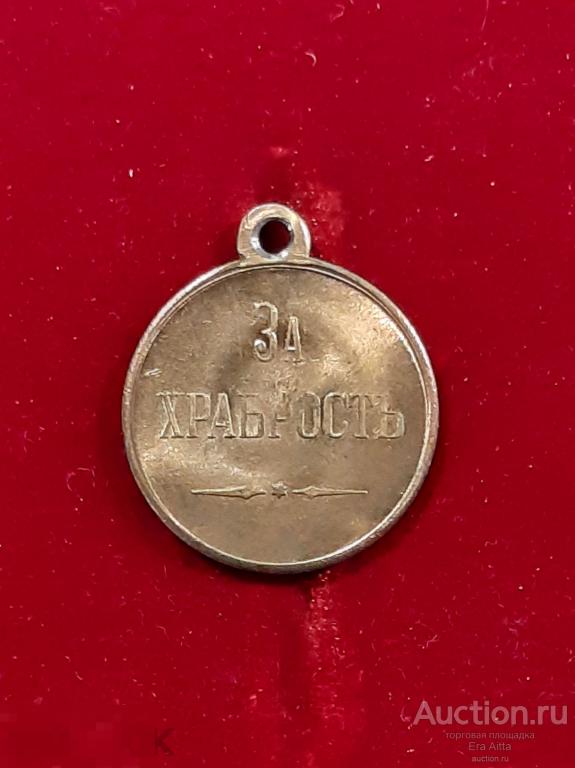 За
ХРАБРОСТЬ
Auction.ru
торговая площадка
Era Aitta
auction.ru